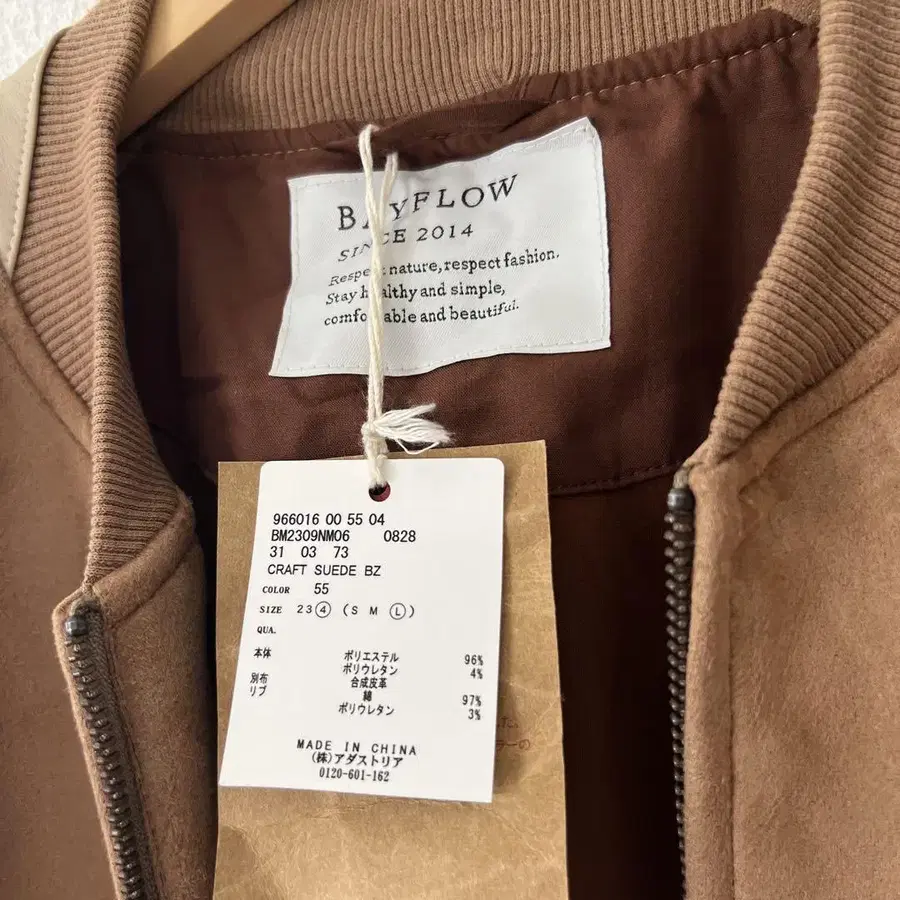 BAYFLOW
SINCE 2014
Respect nature, respect fashion.
Stay healthy and simple,
comfortable and beautiful.
966016 00 55 04
BM2309NM06 0828
31 03 73
CRAFT SUEDE BZ
COLOR 55
SIZE 23④ (S M Ⓛ)
QUA.
本体 ポリエステル 96%
ポリウレタン 4%
別布 合成皮革
リブ 綿 97%
ポリウレタン 3%
MADE IN CHINA
(株)アダストリア
0120-601-162